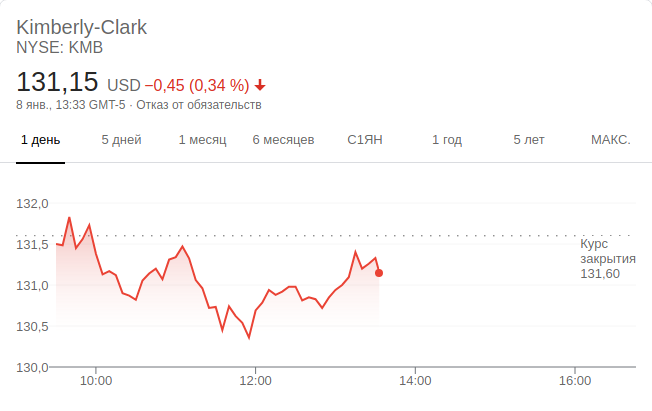 Kimberly-Clark
NYSE: KMB
131,15 USD −0,45 (0,34 %)
8 янв., 13:33 GMT-5 · Отказ от обязательств
1 день 5 дней 1 месяц 6 месяцев С1ЯН 1 год 5 лет МАКС.
132,0
131,5
131,0
130,5
130,0
Курс
закрытия
131,60
10:00 12:00 14:00 16:00